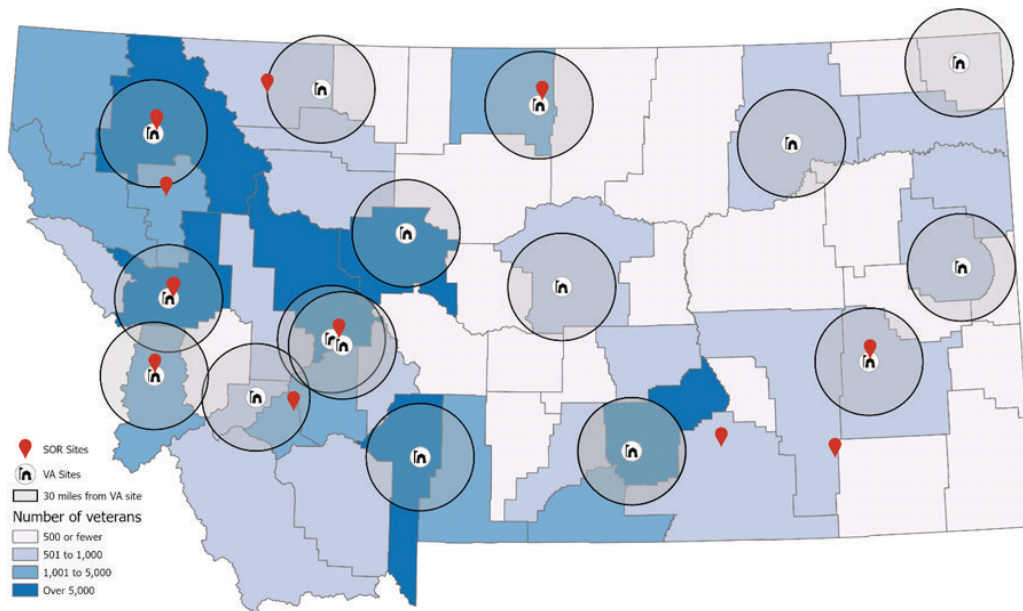 SOR Sites
VA Sites
30 miles from VA site
Number of veterans
500 or fewer
501 to 1,000
1,001 to 5,000
Over 5,000